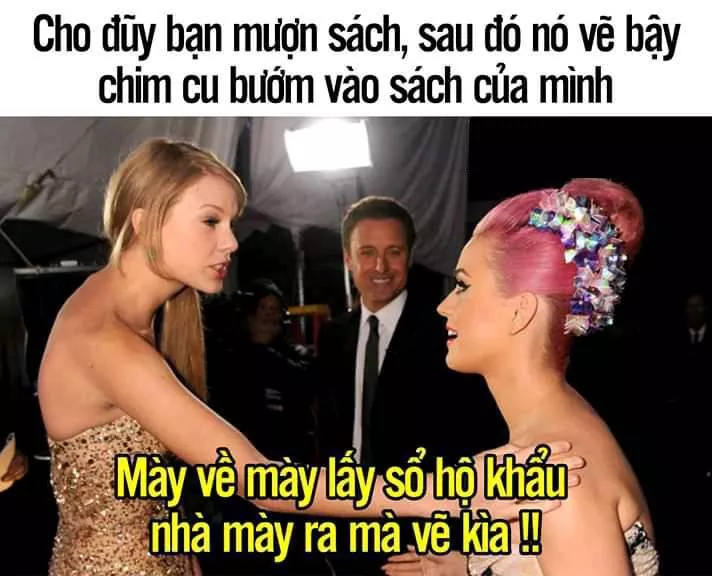 Cho đũy bạn mượn sách, sau đó nó vẽ bậy
chim cu bướm vào sách của mình
Mày về mày lấy sổ hộ khẩu
nhà mày ra mà vẽ kìa !!